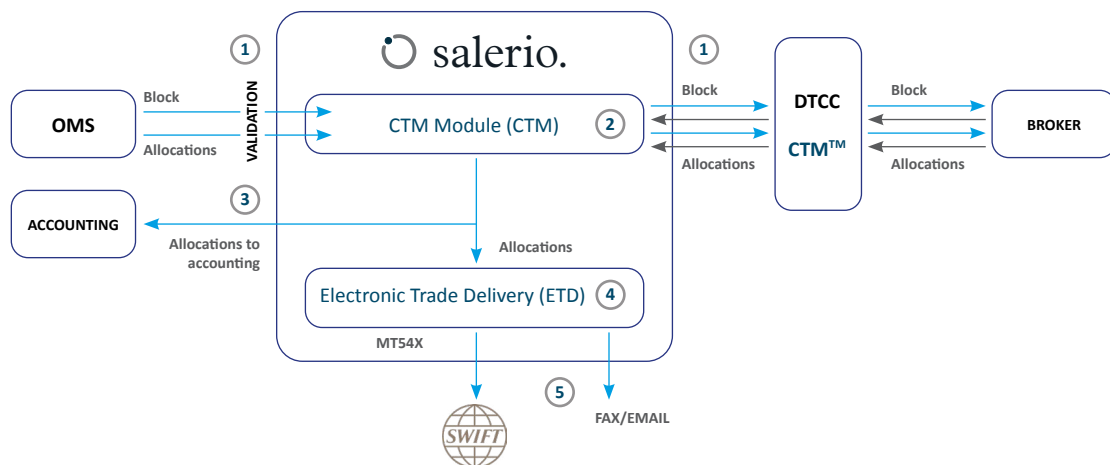 1
salerio.
1
Block
Block
Block
OMS
VALIDATION
CTM Module (CTM)
2
DTCC
CTM™
BROKER
Allocations
Allocations
Allocations
3
ACCOUNTING
Allocations to
accounting
Allocations
Electronic Trade Delivery (ETD)
4
MT54X
5
SWIFT
FAX/EMAIL